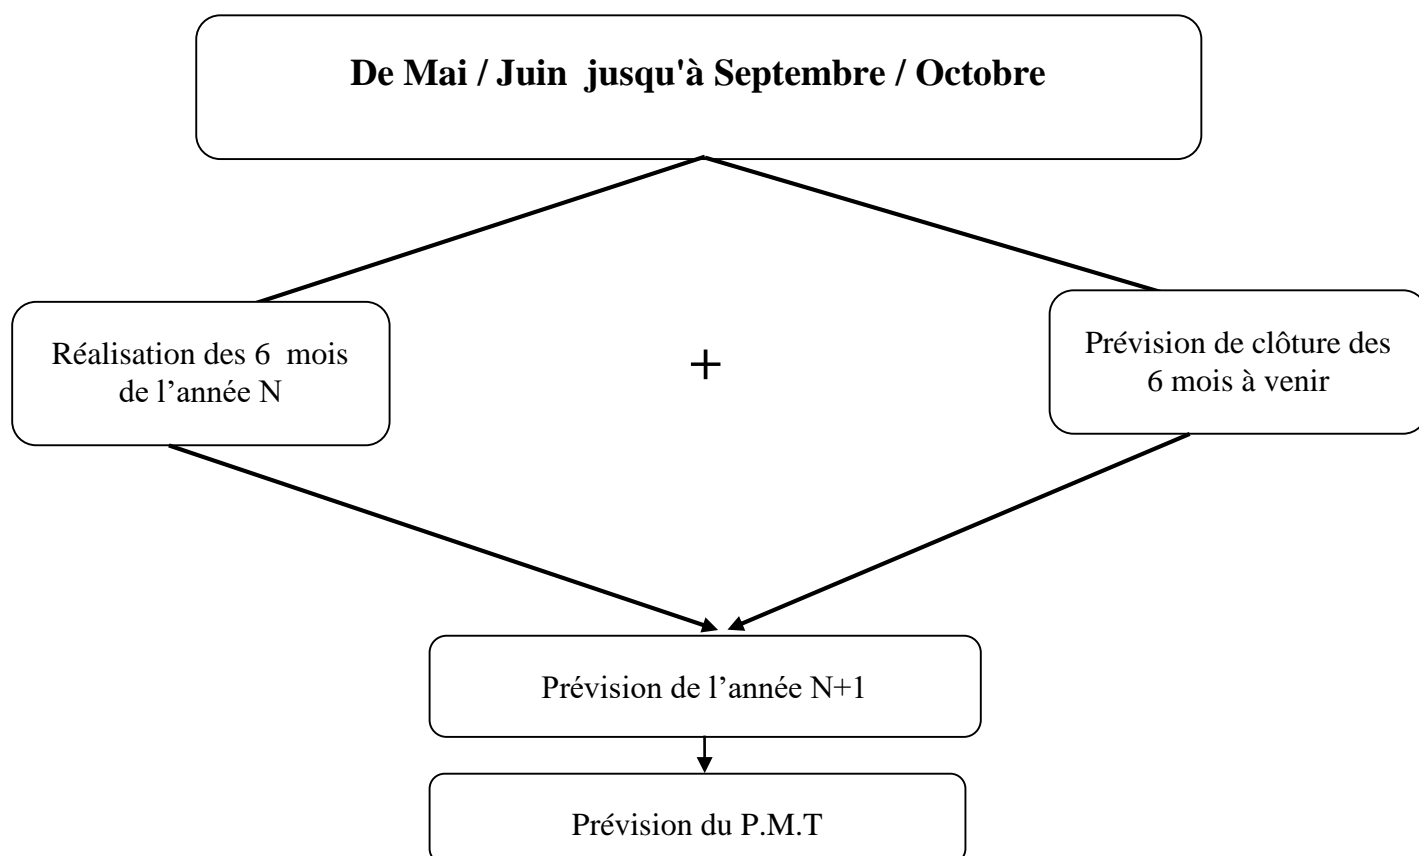 De Mai / Juin  jusqu'à Septembre / Octobre
Réalisation des 6  mois
de l’année N
+
Prévision de clôture des
6 mois à venir
Prévision de l’année N+1
Prévision du P.M.T